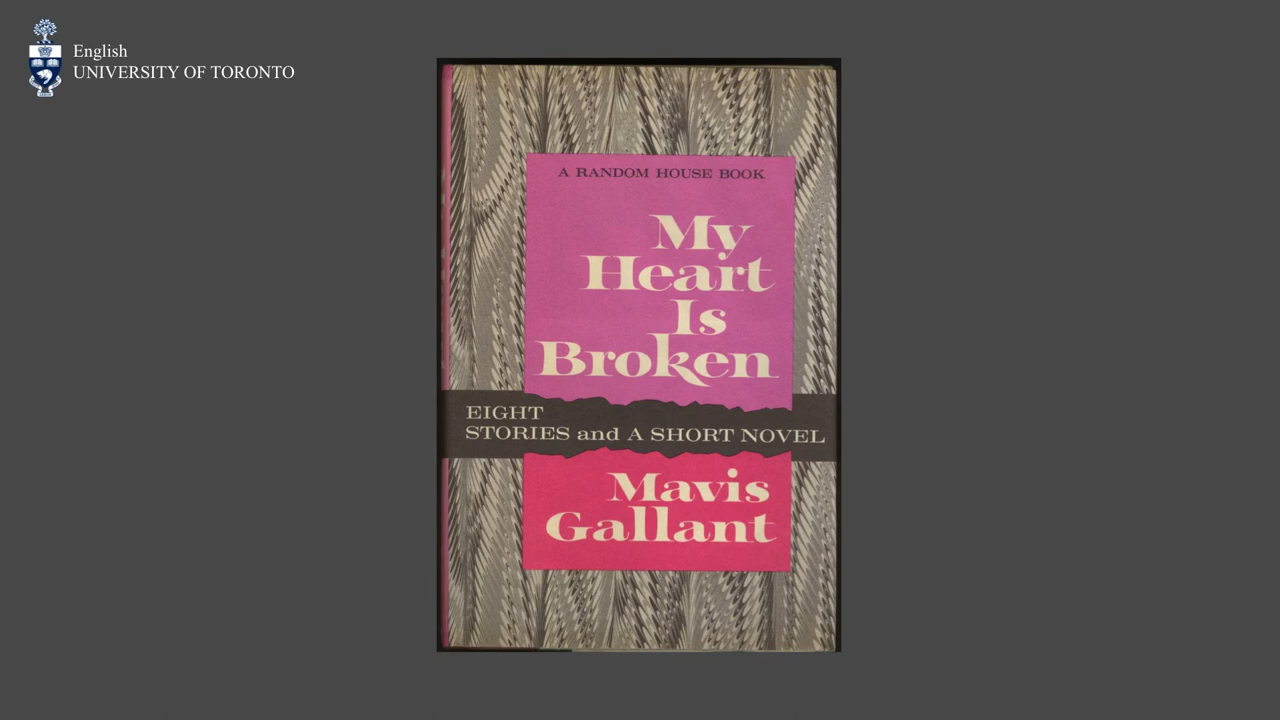 English
UNIVERSITY OF TORONTO
A RANDOM HOUSE BOOK
My
Heart
Is
Broken
EIGHT
STORIES and A SHORT NOVEL
Mavis
Gallant